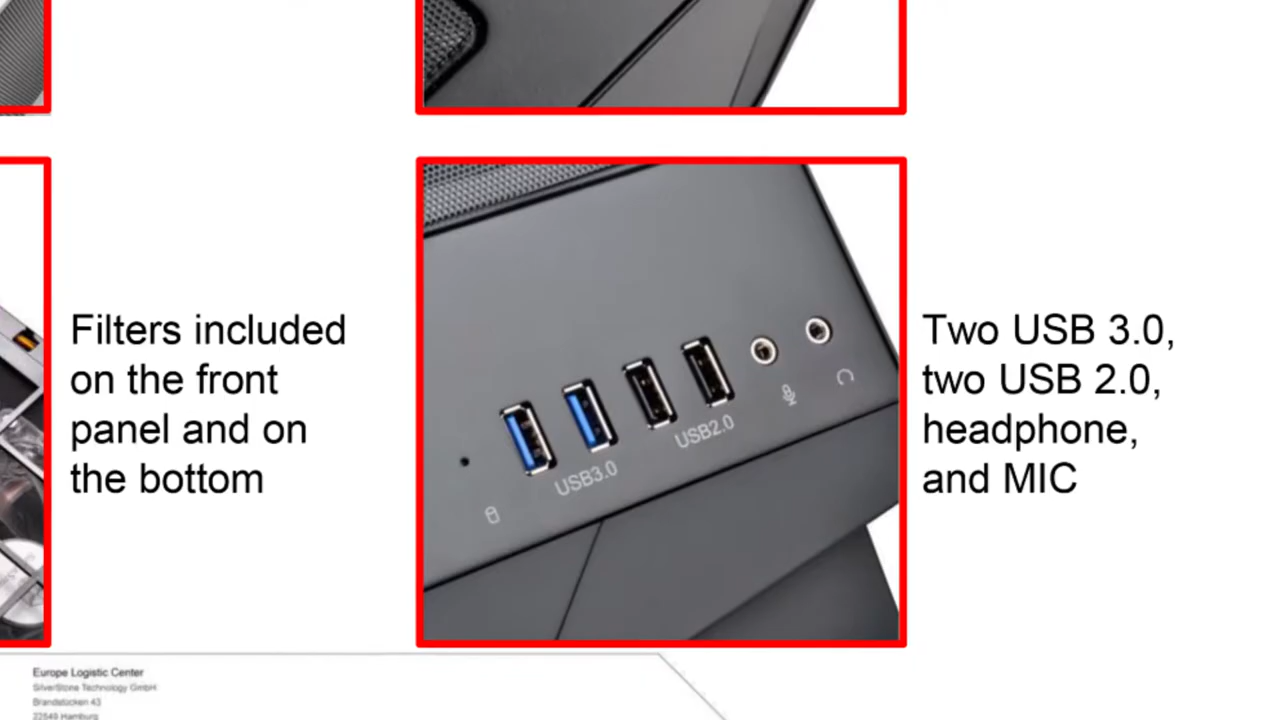 Filters included
on the front
panel and on
the bottom
USB3.0
USB2.0
Two USB 3.0,
two USB 2.0,
headphone,
and MIC
Europe Logistic Center
SilverStone Technology GmbH
Brandstücken 43
22549 Hamburg